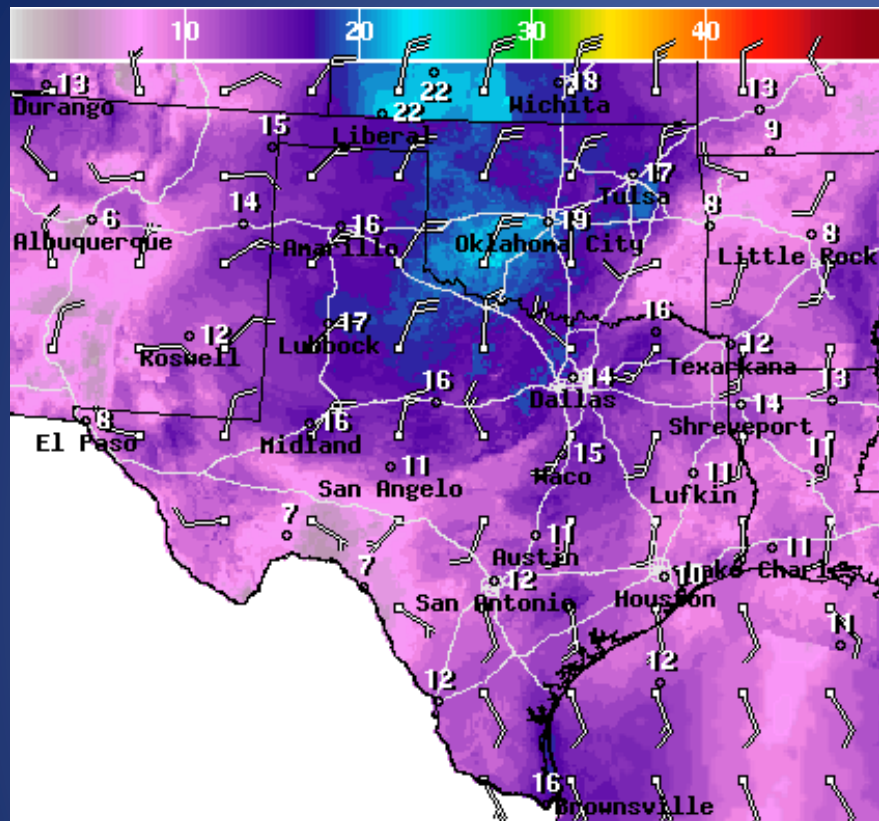 10 20 30 40
13 22 18 13
Durango 22 Wichita
15 Liberal 9
17
Tulsa
6 14 16 19 8 8
Albuquerque Amarillo Oklahoma City Little Rock
12 17 16 12
Roswell Lubbock Texarkana
16 14 13
Dallas 14
8 16 Shreveport
El Paso Midland 15 11
11 Waco 11
San Angelo Lufkin
7 11 11
Austin Lake Charles
7 12
San Antonio Houston
11
12 12
16
Brownsville